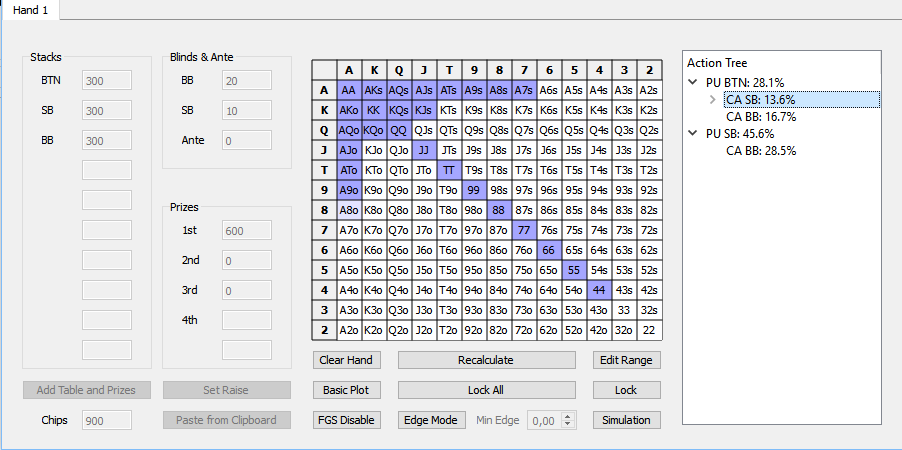 Hand 1
Stacks
BTN 300
SB 300
BB 300
Blinds & Ante
BB 20
SB 10
Ante 0
Prizes
1st 600
2nd 0
3rd 0
4th
A K Q J T 9 8 7 6 5 4 3 2
A AA AKs AQs AJs ATs A9s A8s A7s A6s A5s A4s A3s A2s
K AKo KK KQs KJs KTs K9s K8s K7s K6s K5s K4s K3s K2s
Q AQo KQo QQ QJs QTs Q9s Q8s Q7s Q6s Q5s Q4s Q3s Q2s
J AJo KJo QJo JJ JTs J9s J8s J7s J6s J5s J4s J3s J2s
T ATo KTo QTo JTo TT T9s T8s T7s T6s T5s T4s T3s T2s
9 A9o K9o Q9o J9o T9o 99 98s 97s 96s 95s 94s 93s 92s
8 A8o K8o Q8o J8o T8o 98o 88 87s 86s 85s 84s 83s 82s
7 A7o K7o Q7o J7o T7o 97o 87o 77 76s 75s 74s 73s 72s
6 A6o K6o Q6o J6o T6o 96o 86o 76o 66 65s 64s 63s 62s
5 A5o K5o Q5o J5o T5o 95o 85o 75o 65o 55 54s 53s 52s
4 A4o K4o Q4o J4o T4o 94o 84o 74o 64o 54o 44 43s 42s
3 A3o K3o Q3o J3o T3o 93o 83o 73o 63o 53o 43o 33 32s
2 A2o K2o Q2o J2o T2o 92o 82o 72o 62o 52o 42o 32o 22
Action Tree
PU BTN: 28.1%
CA SB: 13.6%
CA BB: 16.7%
PU SB: 45.6%
CA BB: 28.5%
Clear Hand Recalculate Edit Range
Add Table and Prizes Set Raise Basic Plot Lock All Lock
Chips 900 Paste from Clipboard FGS Disable Edge Mode Min Edge 0,00 Simulation